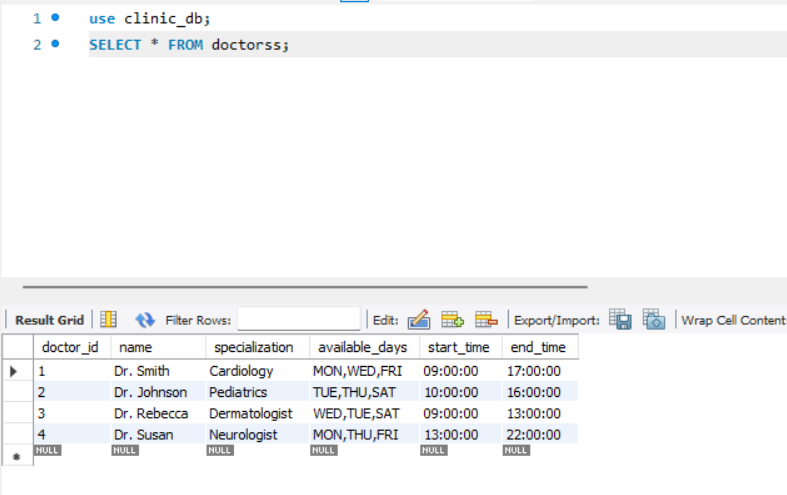 1 use clinic_db;
2 SELECT * FROM doctorss;
Result Grid Filter Rows: Edit: Export/Import: Wrap Cell Content:
doctor_id name specialization available_days start_time end_time
1 Dr. Smith Cardiology MON,WED,FRI 09:00:00 17:00:00
2 Dr. Johnson Pediatrics TUE,THU,SAT 10:00:00 16:00:00
3 Dr. Rebecca Dermatologist WED,TUE,SAT 09:00:00 13:00:00
4 Dr. Susan Neurologist MON,THU,FRI 13:00:00 22:00:00
NULL NULL NULL NULL NULL NULL